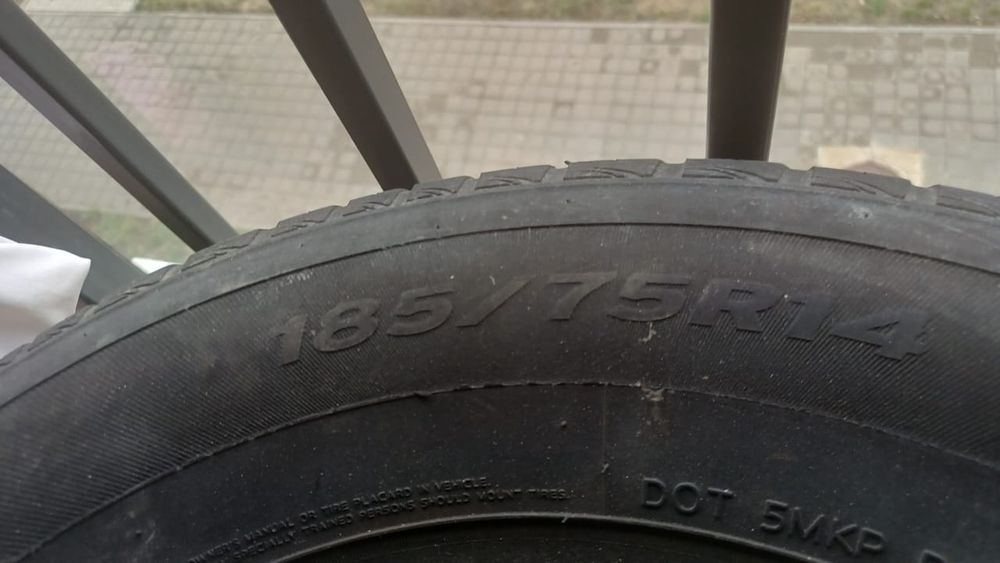 185/75R14
OWNER'S MANUAL OR TIRE PLACARD IN VEHICLE.
SPECIALLY TRAINED PERSONS SHOULD MOUNT TIRES.
DOT 5MKP